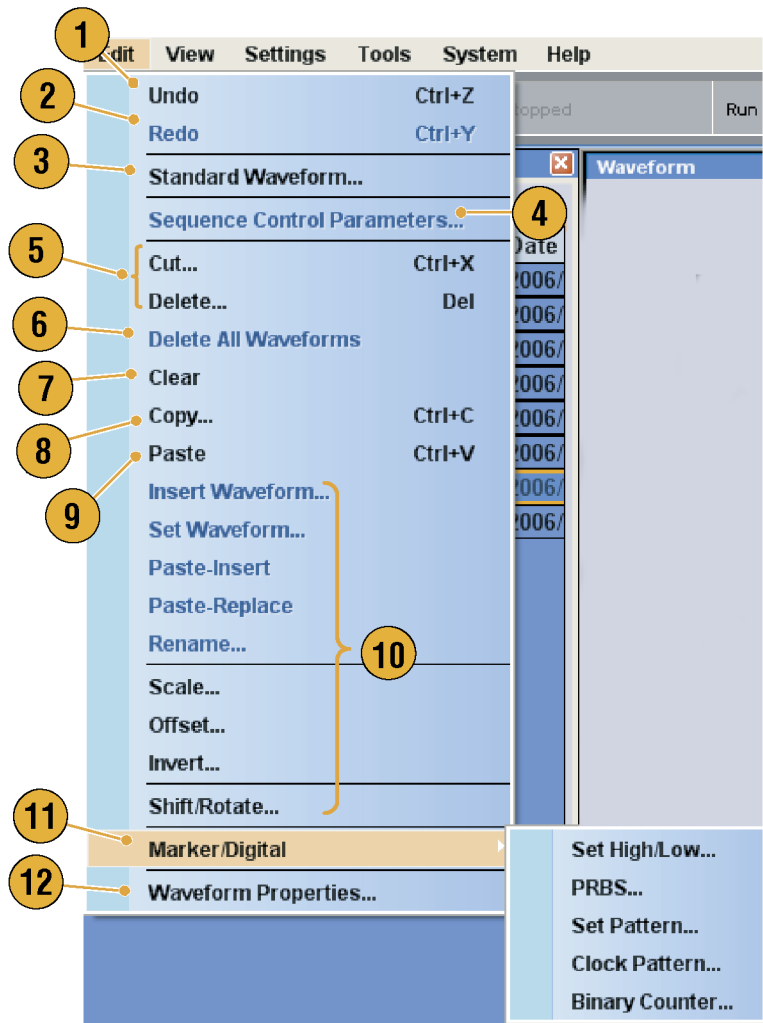 1
Edit View Settings Tools System Help
2
Undo Ctrl+Z
Redo Ctrl+Y
Run
3
Standard Waveform...
Waveform
4
Sequence Control Parameters...
Date
5
Cut... Ctrl+X
2006/
Delete... Del
2006/
6
Delete All Waveforms
2006/
7
Clear
2006/
8
Copy... Ctrl+C
2006/
9
Paste Ctrl+V
2006/
Insert Waveform...
2006/
Set Waveform...
2006/
Paste-Insert
Paste-Replace
Rename...
10
Scale...
Offset...
Invert...
Shift/Rotate...
11
Marker/Digital
12
Waveform Properties...
Set High/Low...
PRBS...
Set Pattern...
Clock Pattern...
Binary Counter...